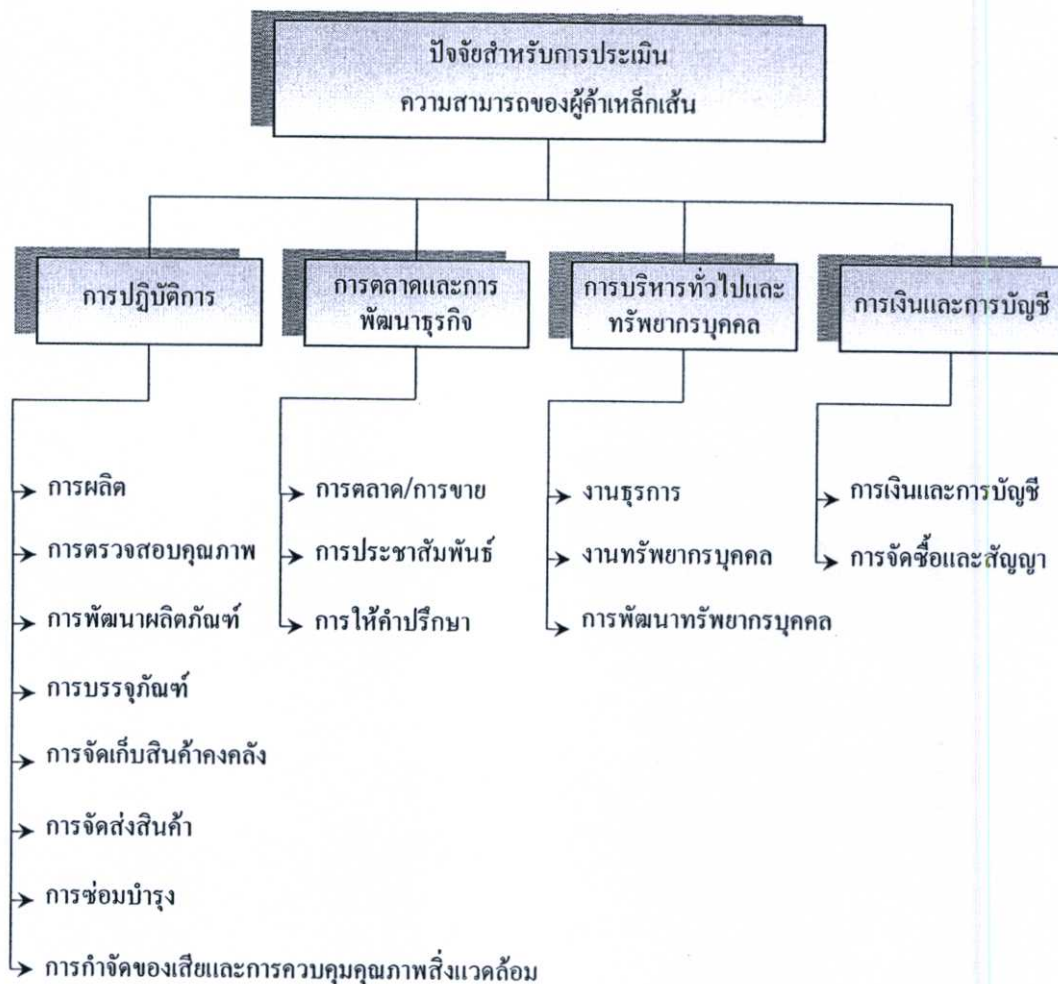 ปัจจัยสำหรับการประเมิน
ความสามารถของผู้ค้าเหล็กเส้น
การปฏิบัติการ
การตลาดและการ
พัฒนาธุรกิจ
การบริหารทั่วไปและ
ทรัพยากรบุคคล
การเงินและการบัญชี
การผลิต
การตรวจสอบคุณภาพ
การพัฒนาผลิตภัณฑ์
การบรรจุภัณฑ์
การจัดเก็บสินค้าคงคลัง
การจัดส่งสินค้า
การซ่อมบำรุง
การกำจัดของเสียและการควบคุมคุณภาพสิ่งแวดล้อม
การตลาด/การขาย
การประชาสัมพันธ์
การให้คำปรึกษา
งานธุรการ
งานทรัพยากรบุคคล
การพัฒนาทรัพยากรบุคคล
การเงินและการบัญชี
การจัดซื้อและสัญญา